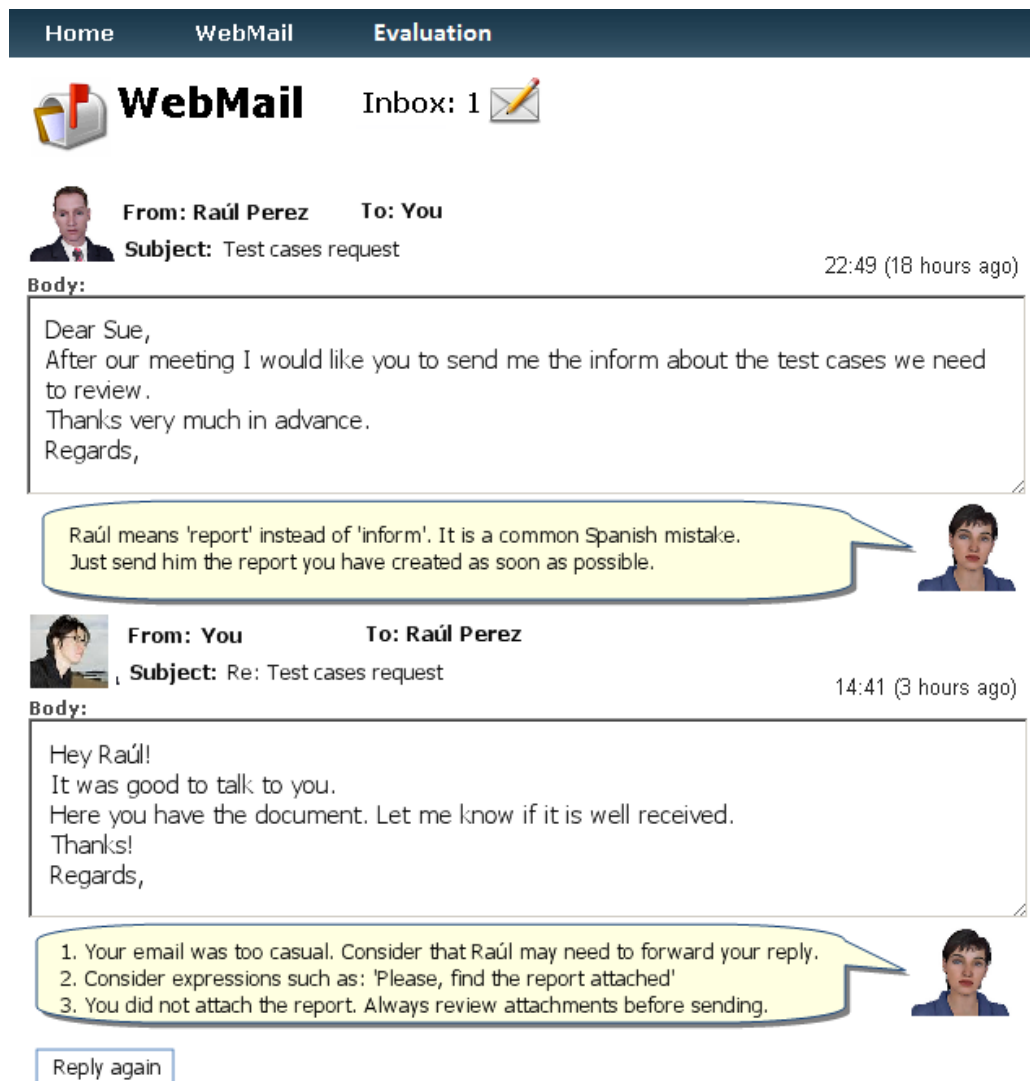 Home WebMail Evaluation
WebMail Inbox: 1
From: Raúl Perez To: You
Subject: Test cases request
22:49 (18 hours ago)
Body:
Dear Sue,
After our meeting I would like you to send me the inform about the test cases we need
to review.
Thanks very much in advance.
Regards,
Raúl means 'report' instead of 'inform'. It is a common Spanish mistake.
Just send him the report you have created as soon as possible.
From: You To: Raúl Perez
Subject: Re: Test cases request
14:41 (3 hours ago)
Body:
Hey Raúl!
It was good to talk to you.
Here you have the document. Let me know if it is well received.
Thanks!
Regards,
1. Your email was too casual. Consider that Raúl may need to forward your reply.
2. Consider expressions such as: 'Please, find the report attached'
3. You did not attach the report. Always review attachments before sending.
Reply again